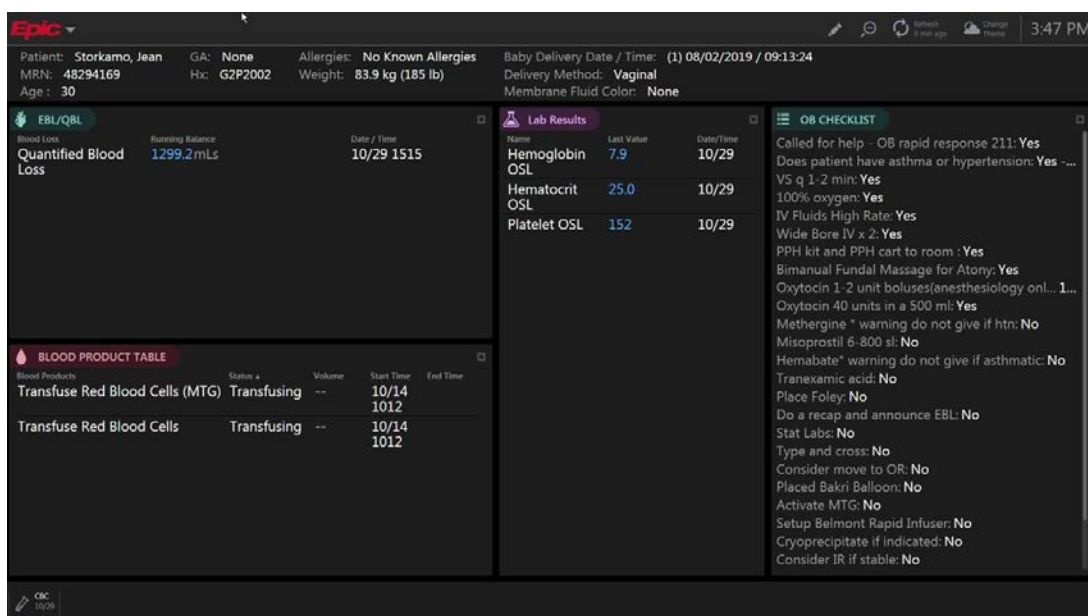 Epic
Refresh
0 min ago
Change
Theme
3:47 PM
Patient: Storkamo, Jean GA: None Allergies: No Known Allergies Baby Delivery Date / Time: (1) 08/02/2019 / 09:13:24
MRN: 48294169 Hx: G2P2002 Weight: 83.9 kg (185 lb) Delivery Method: Vaginal
Age : 30 Membrane Fluid Color: None
EBL/QBL
Blood Loss Running Balance Date / Time
Quantified Blood 1299.2 mLs 10/29 1515
Loss
BLOOD PRODUCT TABLE
Blood Products Status Volume Start Time End Time
Transfuse Red Blood Cells (MTG) Transfusing -- 10/14
1012
Transfuse Red Blood Cells Transfusing -- 10/14
1012
Lab Results
Name Last Value Date/Time
Hemoglobin 7.9 10/29
OSL
Hematocrit 25.0 10/29
OSL
Platelet OSL 152 10/29
OB CHECKLIST
Called for help - OB rapid response 211: Yes
Does patient have asthma or hypertension: Yes -...
VS q 1-2 min: Yes
100% oxygen: Yes
IV Fluids High Rate: Yes
Wide Bore IV x 2: Yes
PPH kit and PPH cart to room : Yes
Bimanual Fundal Massage for Atony: Yes
Oxytocin 1-2 unit boluses(anesthesiology onl... 1...
Oxytocin 40 units in a 500 ml: Yes
Methergine * warning do not give if htn: No
Misoprostil 6-800 sl: No
Hemabate* warning do not give if asthmatic: No
Tranexamic acid: No
Place Foley: No
Do a recap and announce EBL: No
Stat Labs: No
Type and cross: No
Consider move to OR: No
Placed Bakri Balloon: No
Activate MTG: No
Setup Belmont Rapid Infuser: No
Cryoprecipitate if indicated: No
Consider IR if stable: No
CBC
10/29